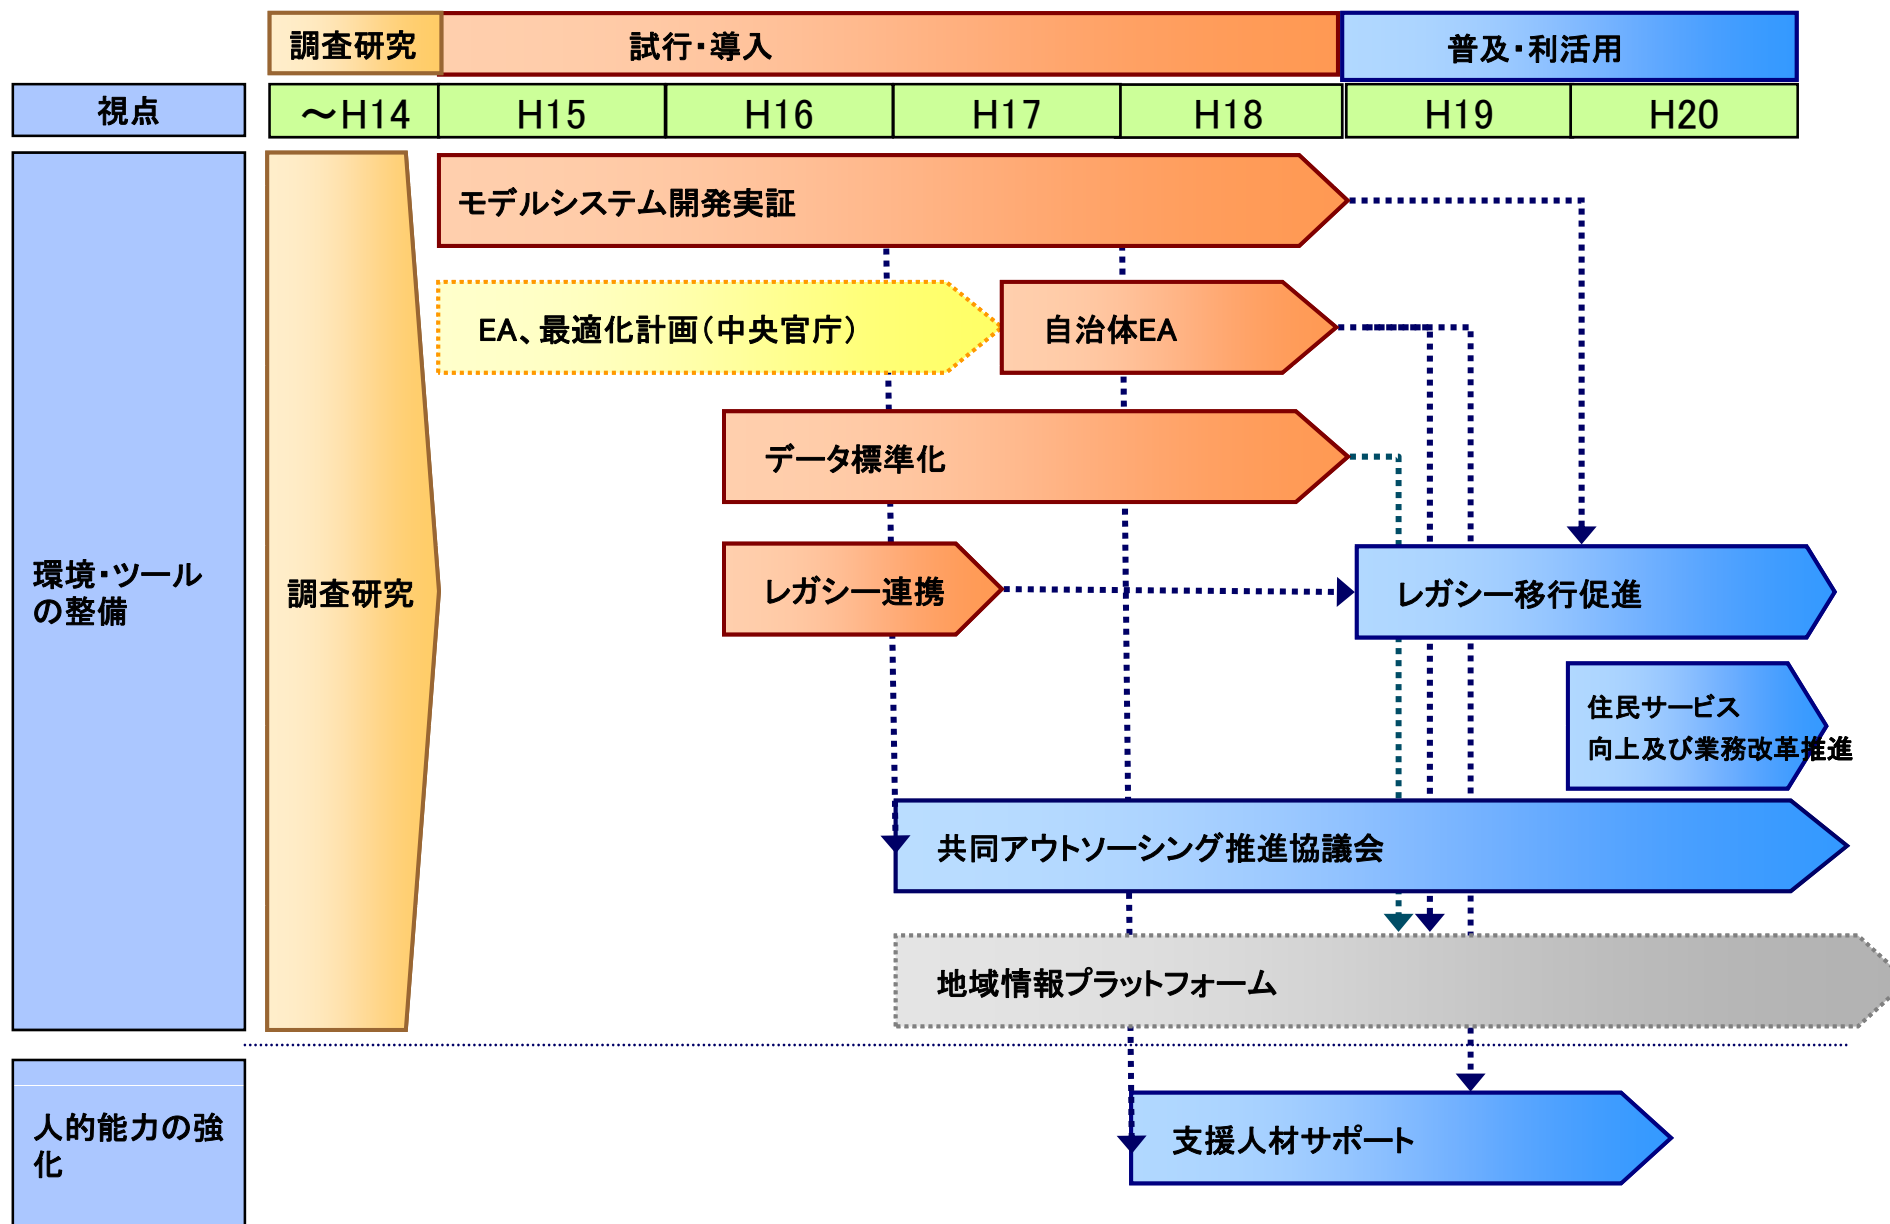 調査研究
試行・導入
普及・利活用
視点
～H14
H15
H16
H17
H18
H19
H20
モデルシステム開発実証
EA、最適化計画（中央官庁）
自治体EA
データ標準化
環境・ツール
の整備
調査研究
レガシー連携
レガシー移行促進
住民サービス
向上及び業務改革推進
共同アウトソーシング推進協議会
地域情報プラットフォーム
人的能力の強
化
支援人材サポート